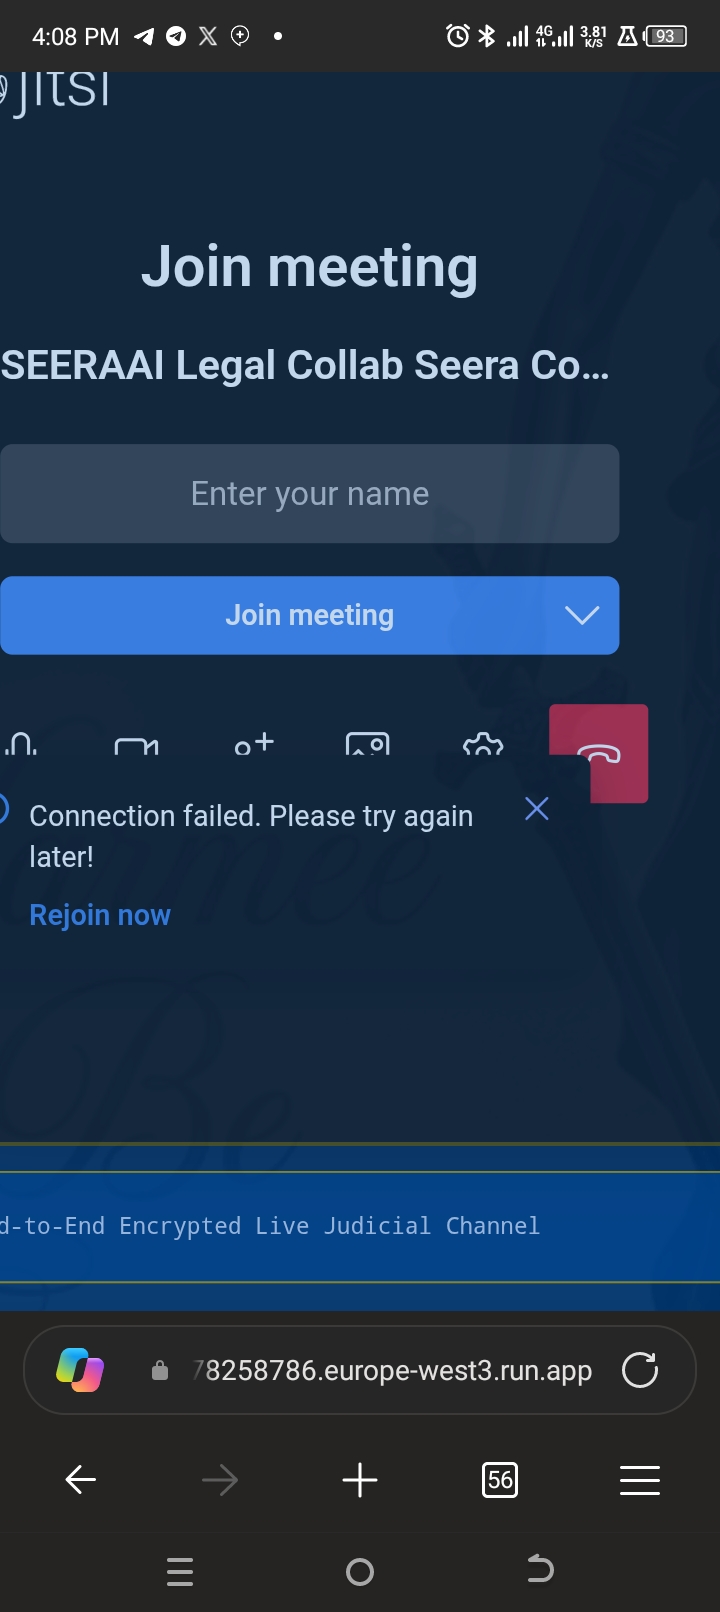 4:08 PM
4G
3.81
K/S
93
jitsi
Join meeting
SEERAAI Legal Collab Seera Co...
Enter your name
Join meeting
Connection failed. Please try again
later!
Rejoin now
Be
d-to-End Encrypted Live Judicial Channel
78258786.europe-west3.run.app
56